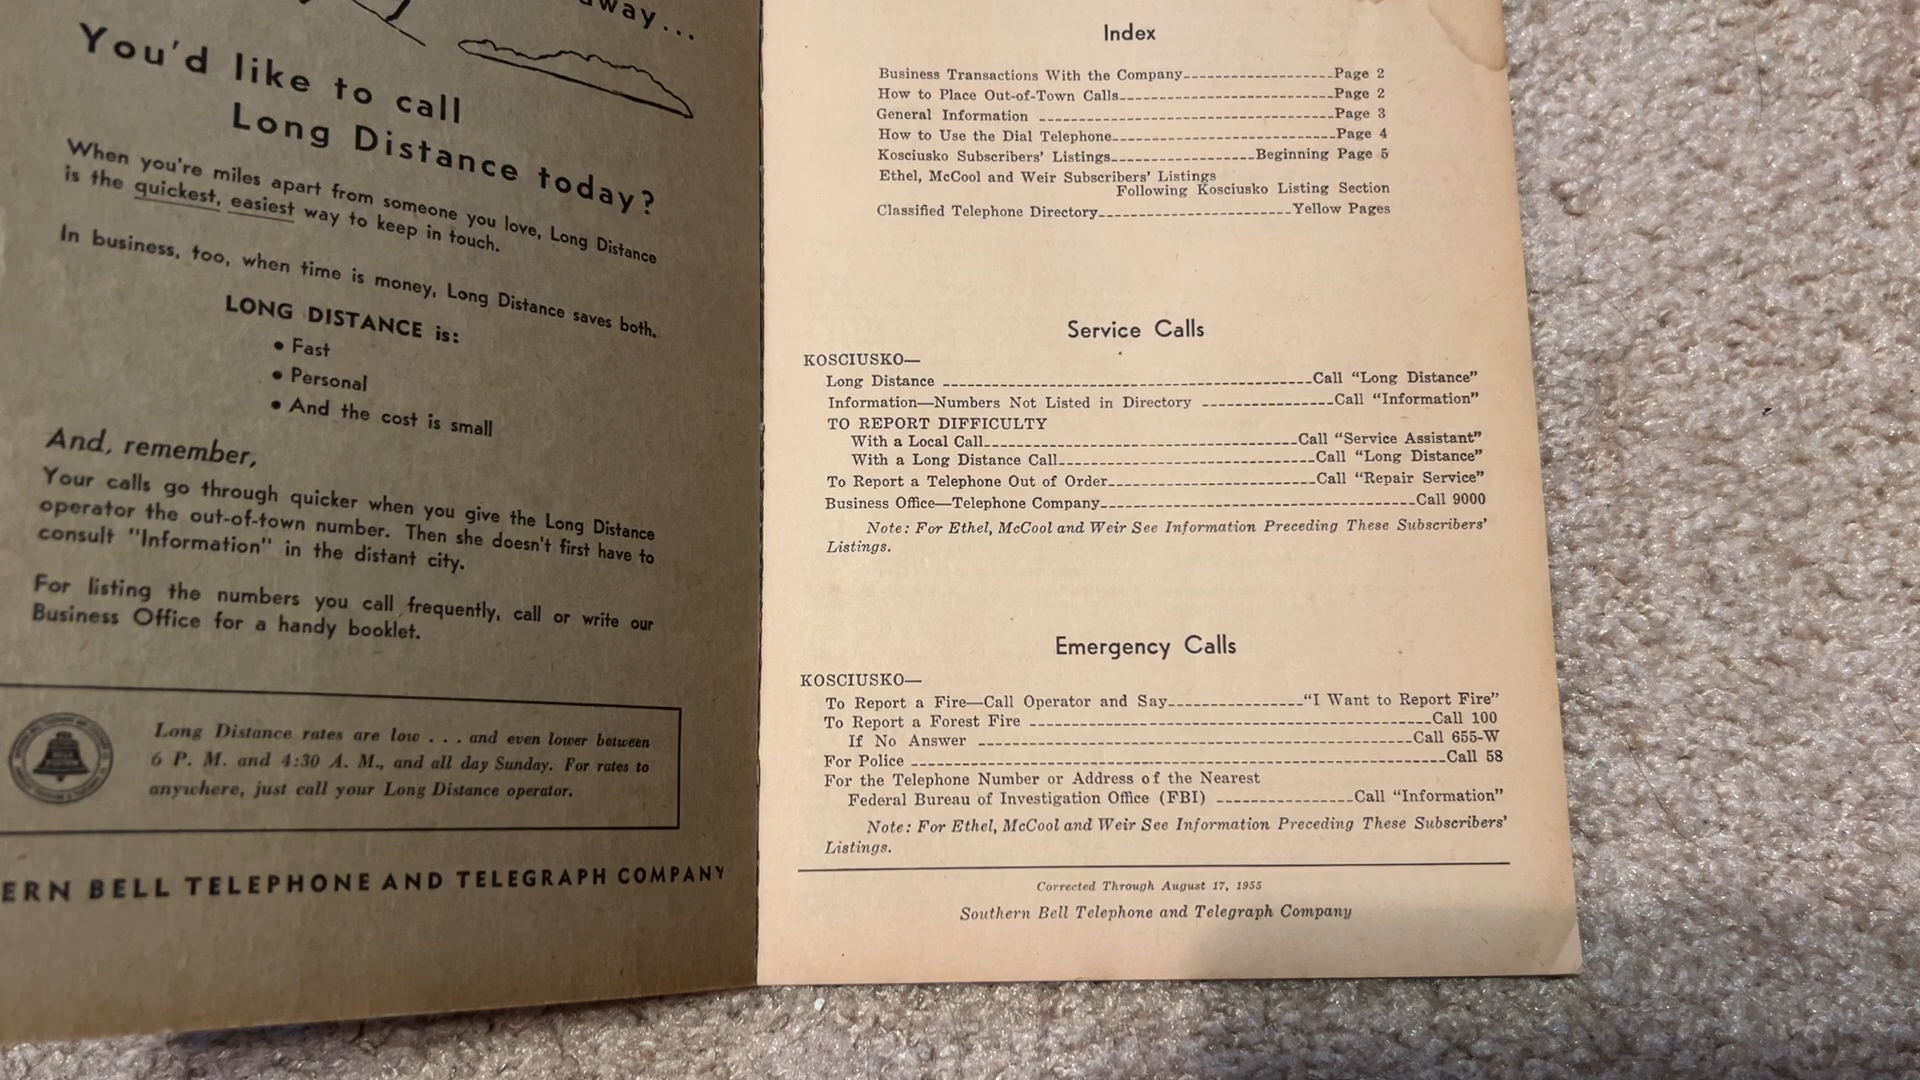 away...
You'd like to call
Long Distance today?
When you're miles apart from someone you love, Long Distance
is the quickest, easiest way to keep in touch.
In business, too, when time is money, Long Distance saves both.
LONG DISTANCE is:
• Fast
• Personal
• And the cost is small
And, remember,
Your calls go through quicker when you give the Long Distance
operator the out-of-town number. Then she doesn't first have to
consult "Information" in the distant city.
For listing the numbers you call frequently, call or write our
Business Office for a handy booklet.
Long Distance rates are low . . . and even lower between
6 P. M. and 4:30 A. M., and all day Sunday. For rates to
anywhere, just call your Long Distance operator.
ERN BELL TELEPHONE AND TELEGRAPH COMPANY
Index
Business Transactions With the Company-------------------Page 2
How to Place Out-of-Town Calls---------------------------Page 2
General Information --------------------------------------Page 3
How to Use the Dial Telephone----------------------------Page 4
Kosciusko Subscribers' Listings------------------Beginning Page 5
Ethel, McCool and Weir Subscribers' Listings
Following Kosciusko Listing Section
Classified Telephone Directory------------------------Yellow Pages
Service Calls
KOSCIUSKO—
Long Distance ---------------------------------------------Call “Long Distance”
Information—Numbers Not Listed in Directory ----------------Call “Information”
TO REPORT DIFFICULTY
With a Local Call--------------------------------------Call “Service Assistant”
With a Long Distance Call--------------------------------Call “Long Distance”
To Report a Telephone Out of Order--------------------------Call “Repair Service”
Business Office—Telephone Company---------------------------------------Call 9000
Note: For Ethel, McCool and Weir See Information Preceding These Subscribers'
Listings.
Emergency Calls
KOSCIUSKO—
To Report a Fire—Call Operator and Say----------------“I Want to Report Fire”
To Report a Forest Fire -------------------------------------------------Call 100
If No Answer -----------------------------------------------------Call 655-W
For Police -----------------------------------------------------------------Call 58
For the Telephone Number or Address of the Nearest
Federal Bureau of Investigation Office (FBI) -----------------Call “Information”
Note: For Ethel, McCool and Weir See Information Preceding These Subscribers'
Listings.
Corrected Through August 17, 1955
Southern Bell Telephone and Telegraph Company